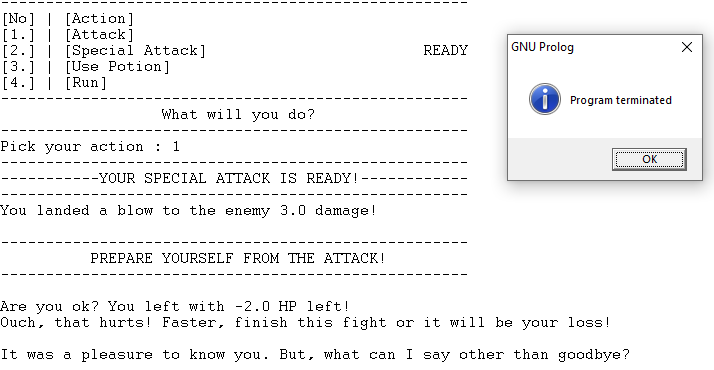 ----------------------------------------------------
[No] | [Action]
[1.] | [Attack]
[2.] | [Special Attack]                        READY
[3.] | [Use Potion]
[4.] | [Run]
----------------------------------------------------
What will you do?
----------------------------------------------------
Pick your action : 1
----------------------------------------------------
-----------YOUR SPECIAL ATTACK IS READY!------------
----------------------------------------------------
You landed a blow to the enemy 3.0 damage!
----------------------------------------------------
PREPARE YOURSELF FROM THE ATTACK!
----------------------------------------------------
Are you ok? You left with -2.0 HP left!
Ouch, that hurts! Faster, finish this fight or it will be your loss!
It was a pleasure to know you. But, what can I say other than goodbye?
GNU Prolog
Program terminated
OK